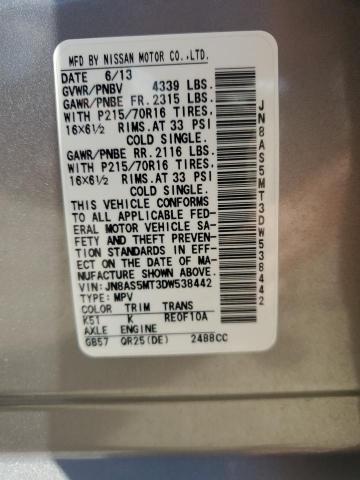 MFD BY NISSAN MOTOR CO.,LTD.
DATE 6/13
GVWR/PNBV 4339 LBS.
GAWR/PNBE FR.2315 LBS.
WITH P215/70R16 TIRES,
16×6½ RIMS.AT 33 PSI
COLD SINGLE.
GAWR/PNBE RR.2116 LBS.
WITH P215/70R16 TIRES,
16×6½ RIMS.AT 33 PSI
COLD SINGLE.
THIS VEHICLE CONFORMS
TO ALL APPLICABLE FED-
ERAL MOTOR VEHICLE SA-
FETY AND THEFT PREVEN-
TION STANDARDS IN EFF-
ECT ON THE DATE OF MA-
NUFACTURE SHOWN ABOVE.
VIN:JN8AS5MT3DW538442
TYPE:MPV
COLOR TRIM TRANS
K51 K RE0F10A
AXLE ENGINE
GB57 QR25(DE) 2488CC
JN8AS5MT3DW538442